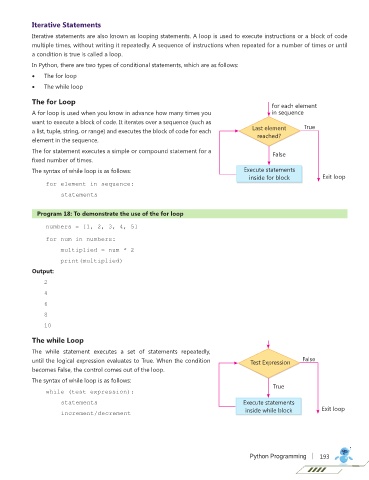 Iterative Statements
Iterative statements are also known as looping statements. A loop is used to execute instructions or a block of code
multiple times, without writing it repeatedly. A sequence of instructions when repeated for a number of times or until
a condition is true is called a loop.
In Python, there are two types of conditional statements, which are as follows:
• The for loop
• The while loop
The for Loop
A for loop is used when you know in advance how many times you
want to execute a block of code. It iterates over a sequence (such as
a list, tuple, string, or range) and executes the block of code for each
element in the sequence.
The for statement executes a simple or compound statement for a
fixed number of times.
The syntax of while loop is as follows:
for element in sequence:
statements
for each element
in sequence
Last element
reached?
True
False
Execute statements
inside for block
Exit loop
Program 18: To demonstrate the use of the for loop
numbers = [1, 2, 3, 4, 5]
for num in numbers:
multiplied = num * 2
print(multiplied)
Output:
2
4
6
8
10
The while Loop
The while statement executes a set of statements repeatedly,
until the logical expression evaluates to True. When the condition
becomes False, the control comes out of the loop.
The syntax of while loop is as follows:
while (test expression):
statements
increment/decrement
Test Expression
False
True
Execute statements
inside while block
Exit loop
Python Programming | 193